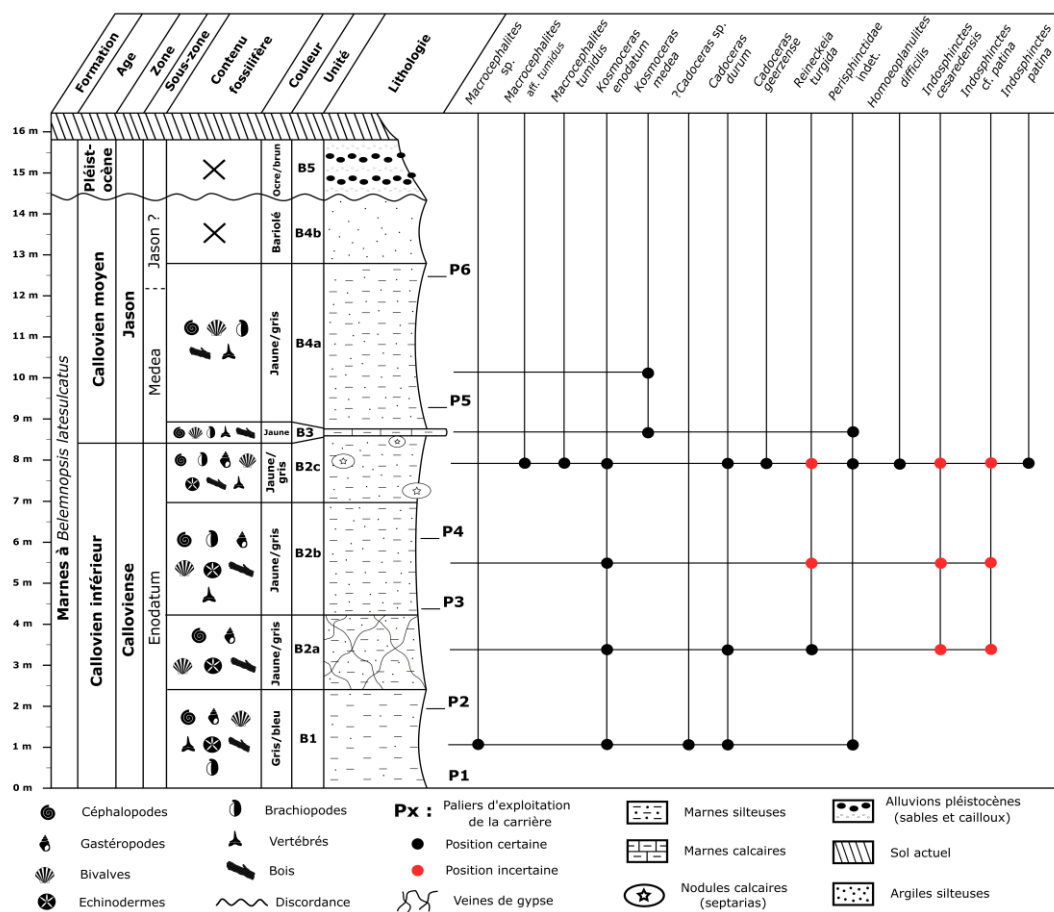 Formation
Age
Zone
Sous-zone
Contenu
fossilifère
Couleur
Unité
Lithologie
Macrocephalites
sp.
Macrocephalites
aff. tumidus
Macrocephalites
tumidus
Kosmoceras
enodatum
Kosmoceras
medea
?Cadoceras sp.
Cadoceras
durum
Cadoceras
geerense
Reineckeia
turgida
Perisphinctidae
indet.
Homoeoplanulites
difficilis
Indosphinctes
cesaredensis
Indosphinctes
cf. patina
Indosphinctes
patina
16 m
15 m
14 m
13 m
12 m
11 m
10 m
9 m
8 m
7 m
6 m
5 m
4 m
3 m
2 m
1 m
0 m
Marnes à Belemnopsis latesulcatus
Pléist-
ocène
Callovien moyen
Callovien inférieur
Jason
Calloviense
Jason ?
Medea
Enodatum
Ocre/brun
Bariolé
Jaune/gris
Jaune
Jaune/
gris
Jaune/gris
Jaune/gris
Gris/bleu
B5
B4b
B4a
B3
B2c
B2b
B2a
B1
P6
P5
P4
P3
P2
P1
Céphalopodes
Gastéropodes
Bivalves
Echinodermes
Brachiopodes
Vertébrés
Bois
Discordance
Px : Paliers d'exploitation
de la carrière
Position certaine
Position incertaine
Veines de gypse
Marnes silteuses
Marnes calcaires
Nodules calcaires
(septarias)
Alluvions pléistocènes
(sables et cailloux)
Sol actuel
Argiles silteuses